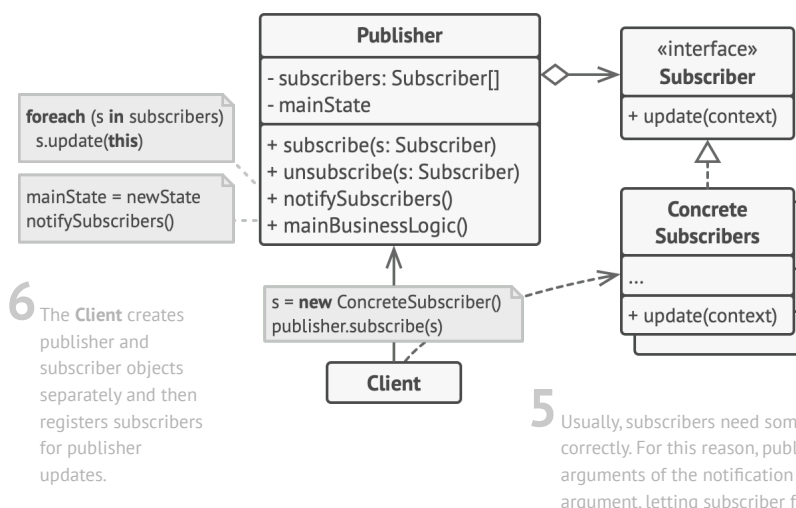 Publisher
- subscribers: Subscriber[]
- mainState
+ subscribe(s: Subscriber)
+ unsubscribe(s: Subscriber)
+ notifySubscribers()
+ mainBusinessLogic()
«interface»
Subscriber
+ update(context)
foreach (s in subscribers)
s.update(this)
mainState = newState
notifySubscribers()
Concrete
Subscribers
...
+ update(context)
s = new ConcreteSubscriber()
publisher.subscribe(s)
Client
6
The Client creates
publisher and
subscriber objects
separately and then
registers subscribers
for publisher
updates.
5
Usually, subscribers need som
correctly. For this reason, publ
arguments of the notification
argument, letting subscriber f